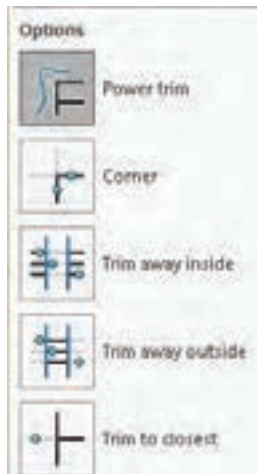 Options
Power trim
Corner
Trim away inside
Trim away outside
Trim to closest